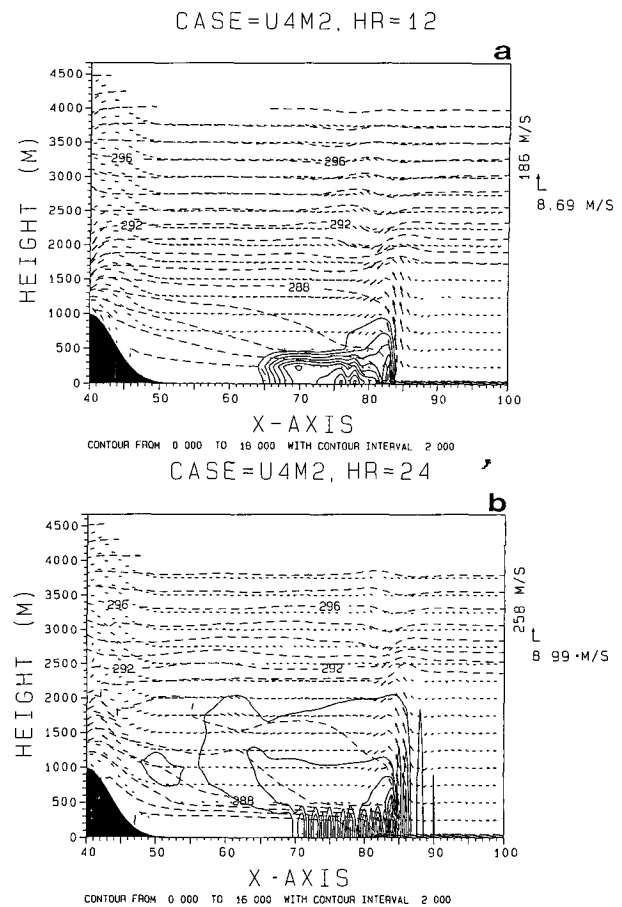 CASE=U4M2, HR=12
a
4500
4000
3500
3000
2500
2000
1500
1000
500
0
HEIGHT (M)
296
296
292
292
288
186 M/S
8.69 M/S
40 50 60 70 80 90 100
X-AXIS
CONTOUR FROM 0 000 TO 18 000 WITH CONTOUR INTERVAL 2 000
CASE=U4M2, HR=24
b
4500
4000
3500
3000
2500
2000
1500
1000
500
0
HEIGHT (M)
296
296
292
292
288
258 M/S
8 99·M/S
40 50 60 70 80 90 100
X-AXIS
CONTOUR FROM 0 000 TO 16 000 WITH CONTOUR INTERVAL 2 000